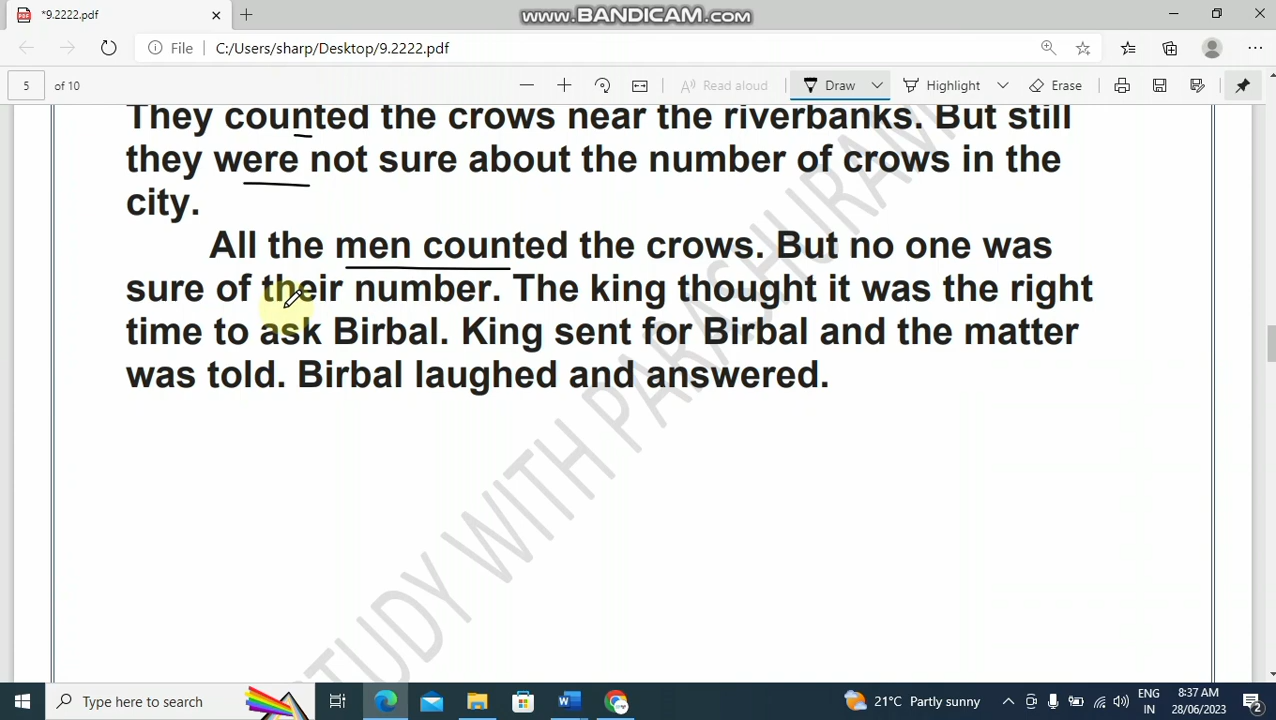 *9.2222.pdf
www.BANDICAM.com
File C:/Users/sharp/Desktop/9.2222.pdf
5 of 10 Read aloud Draw Highlight Erase
They counted the crows near the riverbanks. But still
they were not sure about the number of crows in the
city.
All the men counted the crows. But no one was
sure of their number. The king thought it was the right
time to ask Birbal. King sent for Birbal and the matter
was told. Birbal laughed and answered.
STUDY WITH PARASHURAM
Type here to search 21°C Partly sunny ENG 8:37 AM
IN 28/06/2023 2